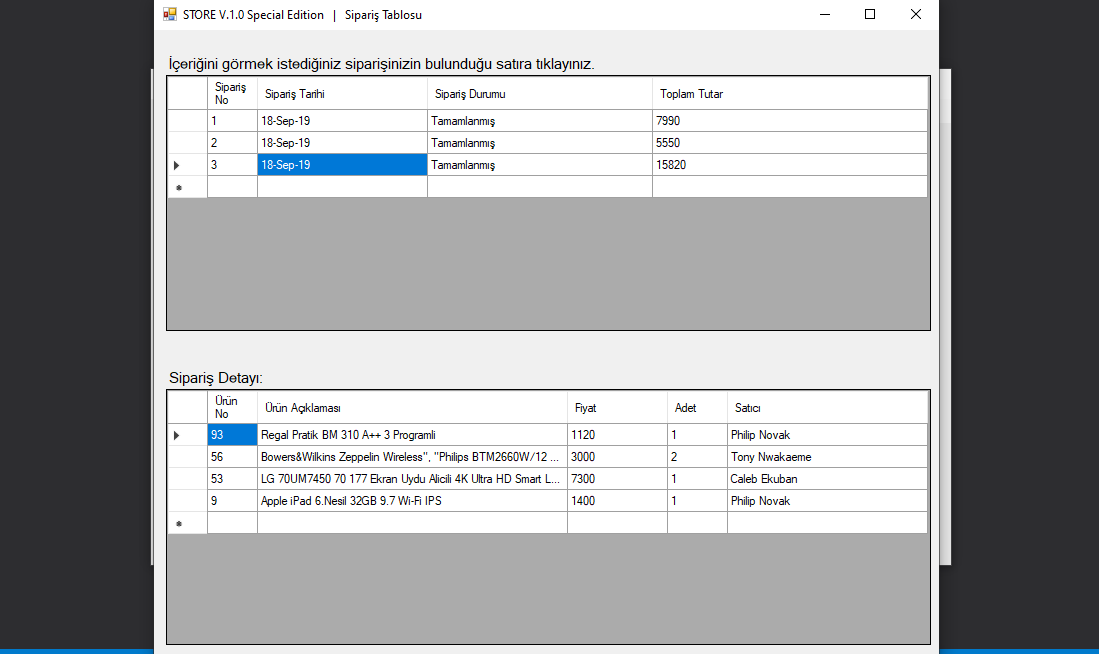 STORE V.1.0 Special Edition | Sipariş Tablosu
İçeriğini görmek istediğiniz siparişinizin bulunduğu satıra tıklayınız.
Sipariş No Sipariş Tarihi Sipariş Durumu Toplam Tutar
1 18-Sep-19 Tamamlanmış 7990
2 18-Sep-19 Tamamlanmış 5550
3 18-Sep-19 Tamamlanmış 15820
Sipariş Detayı:
Ürün No Ürün Açıklaması Fiyat Adet Satıcı
93 Regal Pratik BM 310 A++ 3 Programli 1120 1 Philip Novak
56 Bowers&Wilkins Zeppelin Wireless", "Philips BTM2660W/12 ... 3000 2 Tony Nwakaeme
53 LG 70UM7450 70 177 Ekran Uydu Alicili 4K Ultra HD Smart L... 7300 1 Caleb Ekuban
9 Apple iPad 6.Nesil 32GB 9.7 Wi-Fi IPS 1400 1 Philip Novak